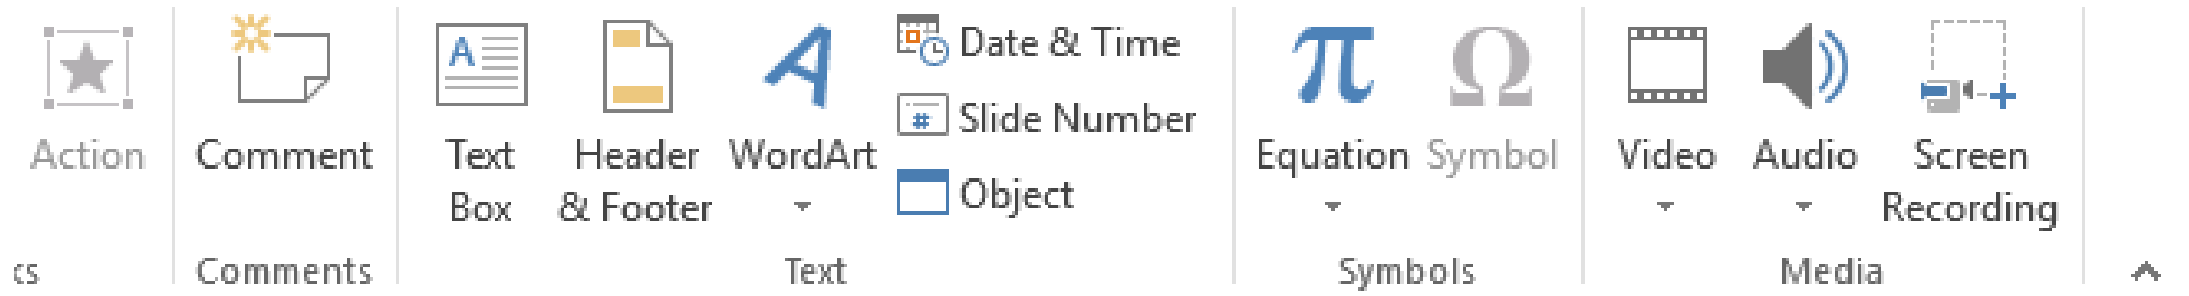 Action
Comment
Text
Box
Header
& Footer
WordArt
Date & Time
Slide Number
Object
Equation
Symbol
Video
Audio
Screen
Recording
Comments
Text
Symbols
Media